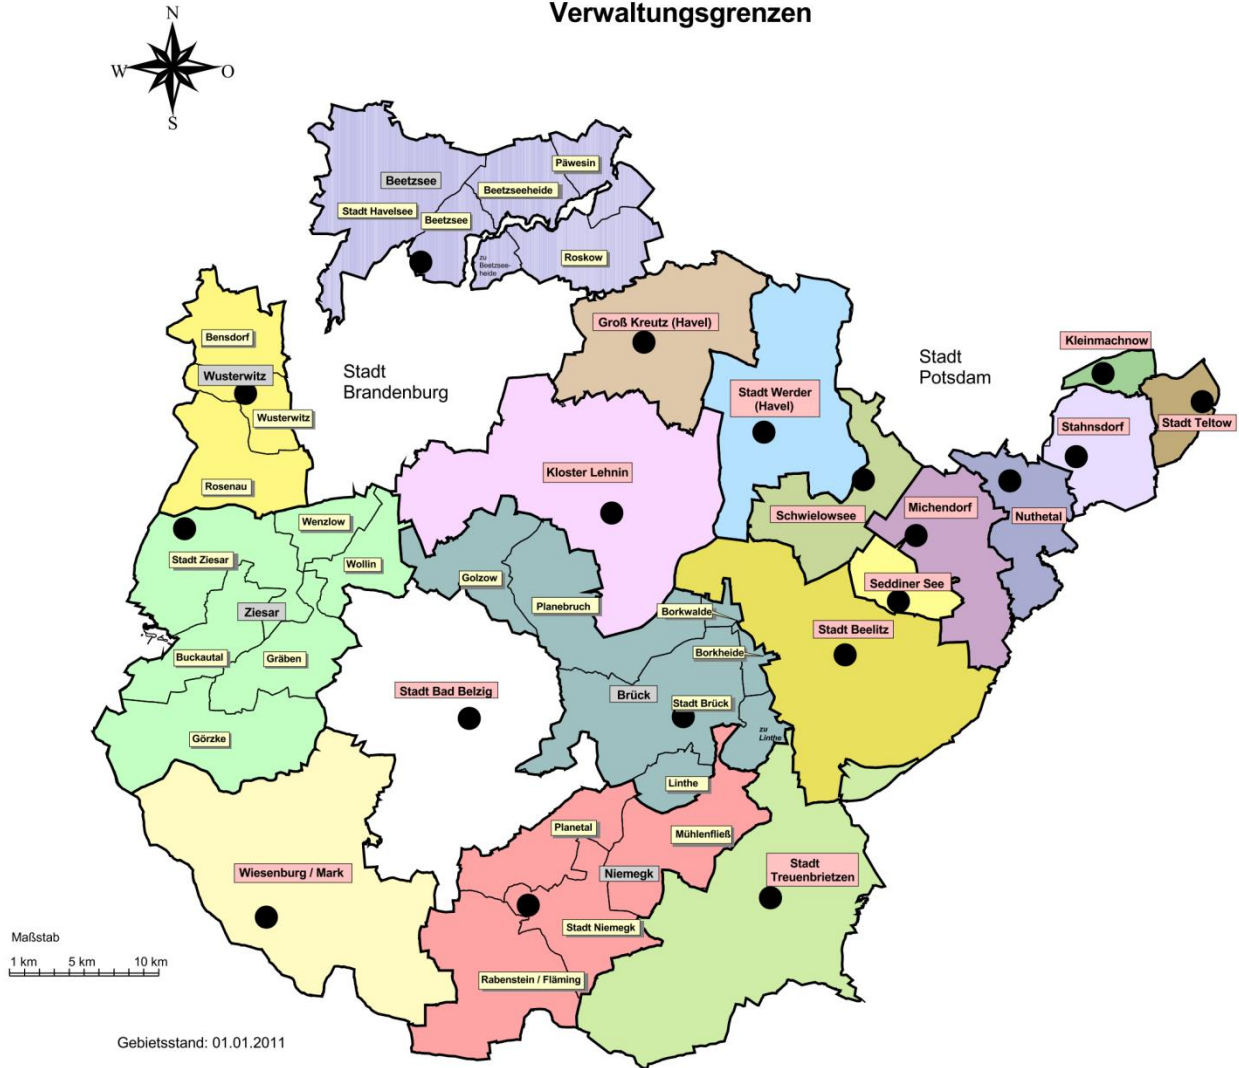 Verwaltungsgrenzen
N
W
O
S
Päwesin
Beetzsee
Beetzseeheide
Stadt Havelsee
Beetzsee
zu
Beetzsee-
heide
Roskow
Groß Kreutz (Havel)
Bensdorf
Wusterwitz
Wusterwitz
Rosenau
Stadt
Brandenburg
Stadt
Potsdam
Kleinmachnow
Stadt Werder
(Havel)
Stahnsdorf
Stadt Teltow
Kloster Lehnin
Schwielowsee
Michendorf
Nuthetal
Wenzlow
Stadt Ziesar
Wollin
Golzow
Seddiner See
Ziesar
Planebruch
Borkwalde
Stadt Beelitz
Buckautal
Gräben
Borkheide
Stadt Bad Belzig
Brück
Stadt Brück
zu
Linthe
Görzke
Linthe
Planetal
Mühlenfließ
Wiesenburg / Mark
Niemegk
Stadt
Treuenbrietzen
Stadt Niemegk
Rabenstein / Fläming
Maßstab
1 km 5 km 10 km
Gebietsstand: 01.01.2011